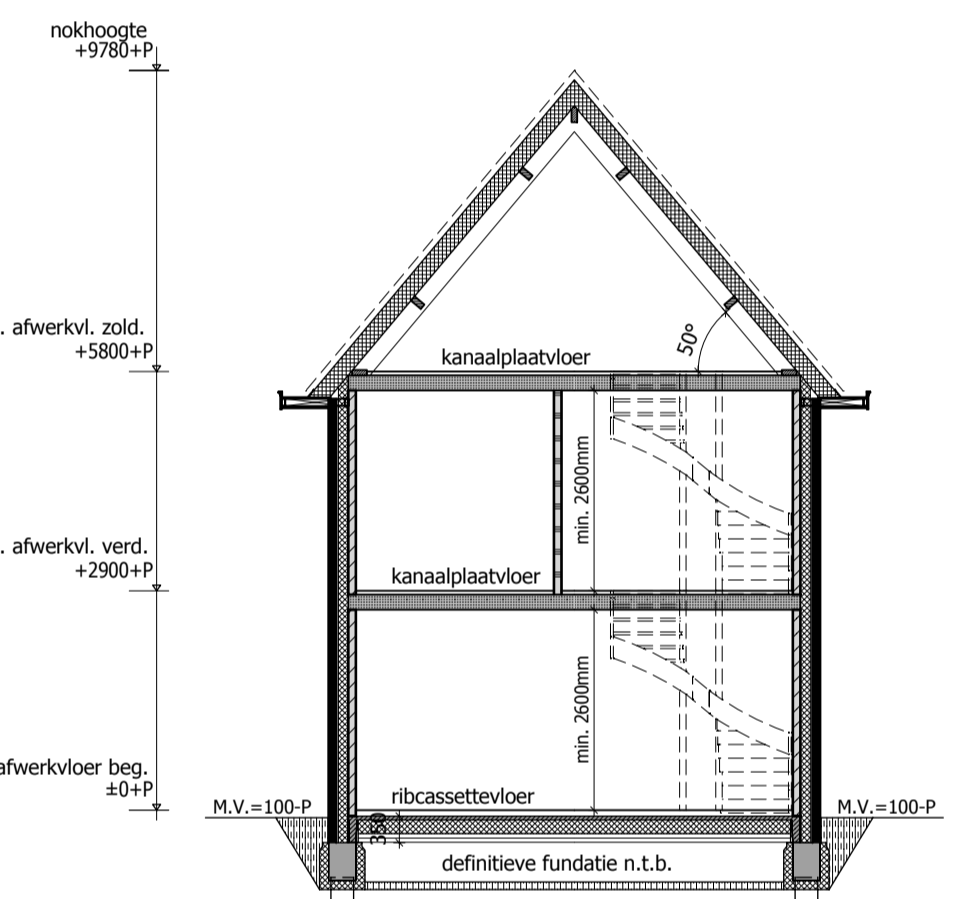 nokhoogte
+9780+P
. afwerkvl. zold.
+5800+P
kanaalplaatvloer
50°
min. 2600mm
. afwerkvl. verd.
+2900+P
kanaalplaatvloer
min. 2600mm
afwerkvloer beg.
±0+P
ribcassettevloer
M.V.=100-P
M.V.=100-P
350
definitieve fundatie n.t.b.